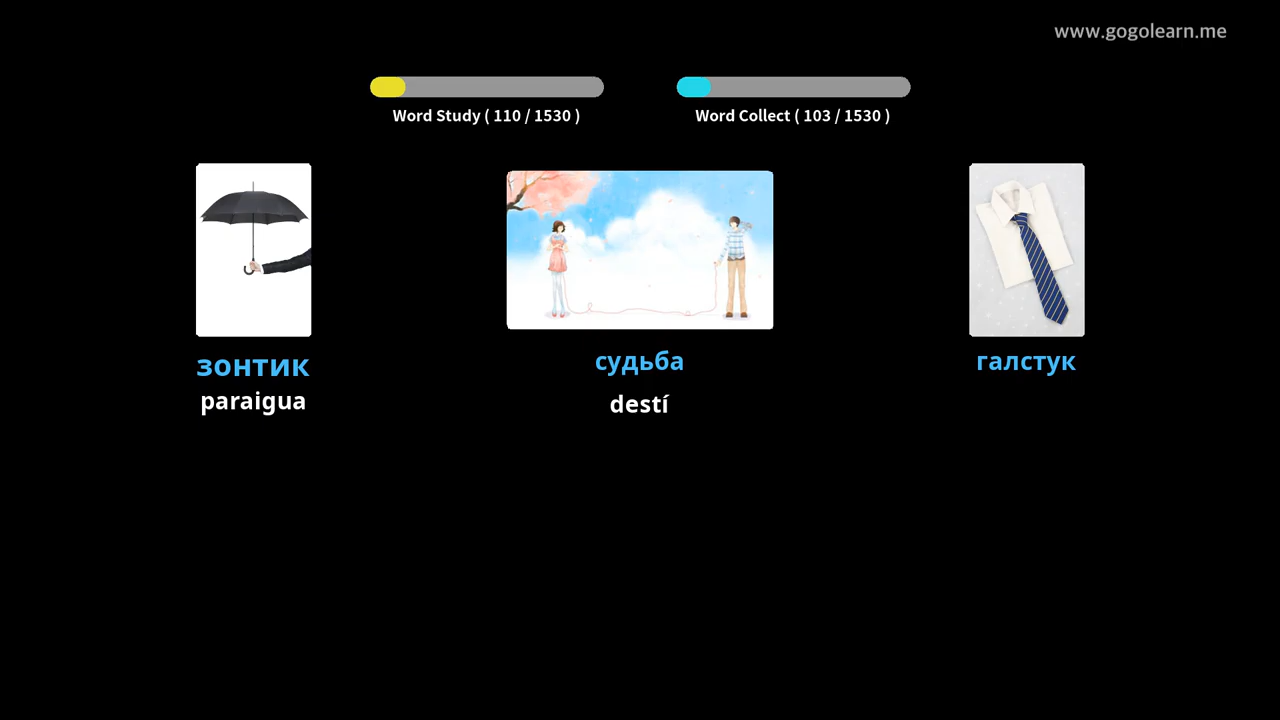 www.gogolearn.me
Word Study ( 110 / 1530 )
Word Collect ( 103 / 1530 )
зонтик
paraigua
судьба
destí
галстук